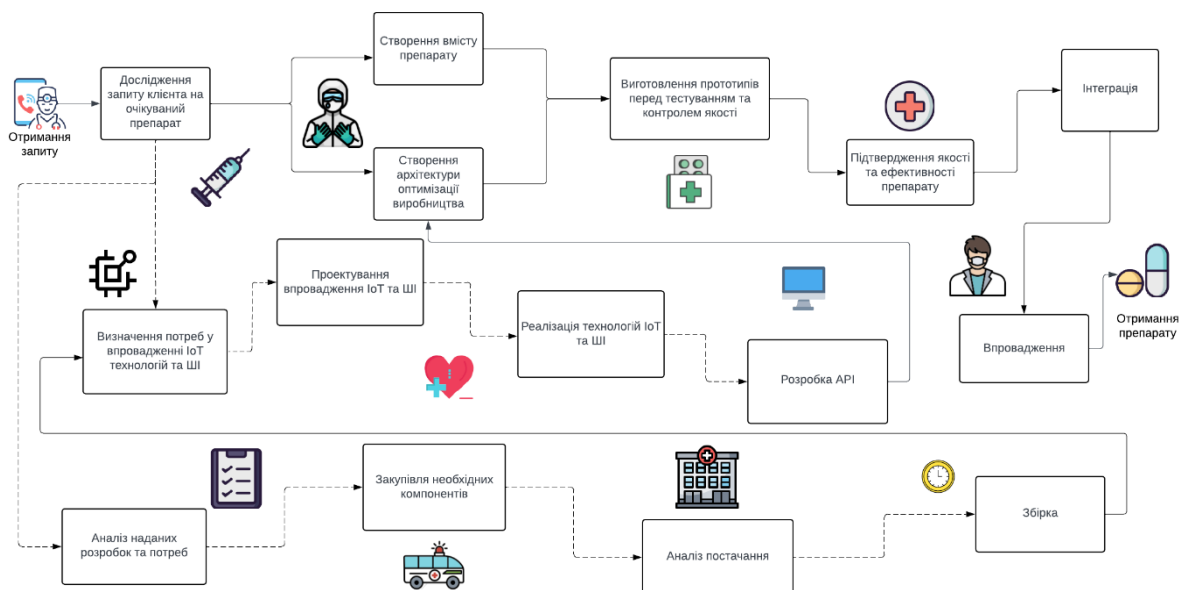 Отримання
запиту
Дослідження
запиту клієнта на
очікуваний
препарат
Створення вмісту
препарату
Створення
архітектури
оптимізації
виробництва
Виготовлення прототипів
перед тестуванням та
контролем якості
Підтвердження якості
та ефективності
препарату
Інтеграція
Визначення потреб у
впровадженні IoT
технологій та ШІ
Проектування
впровадження IoT та ШІ
Реалізація технологій IoT
та ШІ
Розробка API
Впровадження
Отримання
препарату
Аналіз наданих
розробок та потреб
Закупівля необхідних
компонентів
Аналіз постачання
Збірка